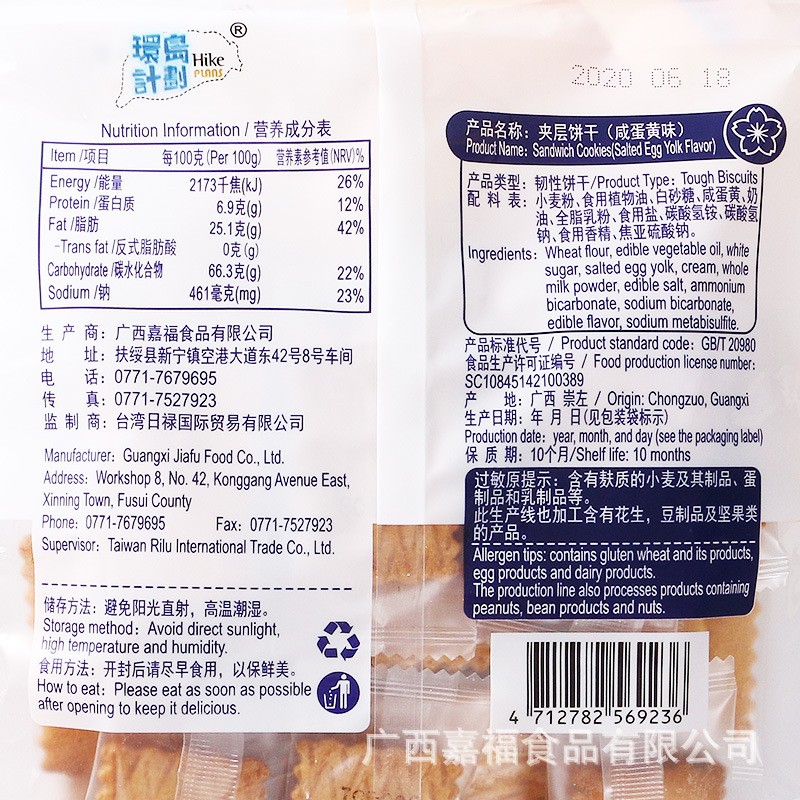 環島
計劃
Hike
PLANS
®
2020 06 18
Nutrition Information / 营养成分表
Item /项目 每100克(Per 100g) 营养素参考值(NRV)%
Energy /能量 2173千焦(kJ) 26%
Protein /蛋白质 6.9克(g) 12%
Fat /脂肪 25.1克(g) 42%
-Trans fat /反式脂肪酸 0克(g)
Carbohydrate /碳水化合物 66.3克(g) 22%
Sodium /钠 461毫克(mg) 23%
生 产 商：广西嘉福食品有限公司
地 址：扶绥县新宁镇空港大道东42号8号车间
电 话：0771-7679695
传 真：0771-7527923
监 制 商：台湾日禄国际贸易有限公司
Manufacturer: Guangxi Jiafu Food Co., Ltd.
Address: Workshop 8, No. 42, Konggang Avenue East,
Xinning Town, Fusui County
Phone: 0771-7679695 Fax: 0771-7527923
Supervisor: Taiwan Rilu International Trade Co., Ltd.
储存方法：避免阳光直射，高温潮湿。
Storage method: Avoid direct sunlight,
high temperature and humidity.
食用方法：开封后请尽早食用，以保鲜美。
How to eat: Please eat as soon as possible
after opening to keep it delicious.
产品名称：夹层饼干（咸蛋黄味）
Product Name: Sandwich Cookies(Salted Egg Yolk Flavor)
产品类型：韧性饼干/Product Type: Tough Biscuits
配 料 表：小麦粉、食用植物油、白砂糖、咸蛋黄、奶
油、全脂乳粉、食用盐、碳酸氢铵、碳酸氢
钠、食用香精、焦亚硫酸钠。
Ingredients: Wheat flour, edible vegetable oil, white
sugar, salted egg yolk, cream, whole
milk powder, edible salt, ammonium
bicarbonate, sodium bicarbonate,
edible flavor, sodium metabisulfite.
产品标准代号 / Product standard code: GB/T 20980
食品生产许可证编号 / Food production license number:
SC10845142100389
产 地：广西 崇左 / Origin: Chongzuo, Guangxi
生产日期：年 月 日(见包装袋标示)
Production date: year, month, and day (see the packaging label)
保 质 期：10个月/Shelf life: 10 months
过敏原提示：含有麸质的小麦及其制品、蛋
制品和乳制品等。
此生产线也加工含有花生，豆制品及坚果类
的产品。
Allergen tips: contains gluten wheat and its products,
egg products and dairy products.
The production line also processes products containing
peanuts, bean products and nuts.
4 712782 569236
广西嘉福食品有限公司